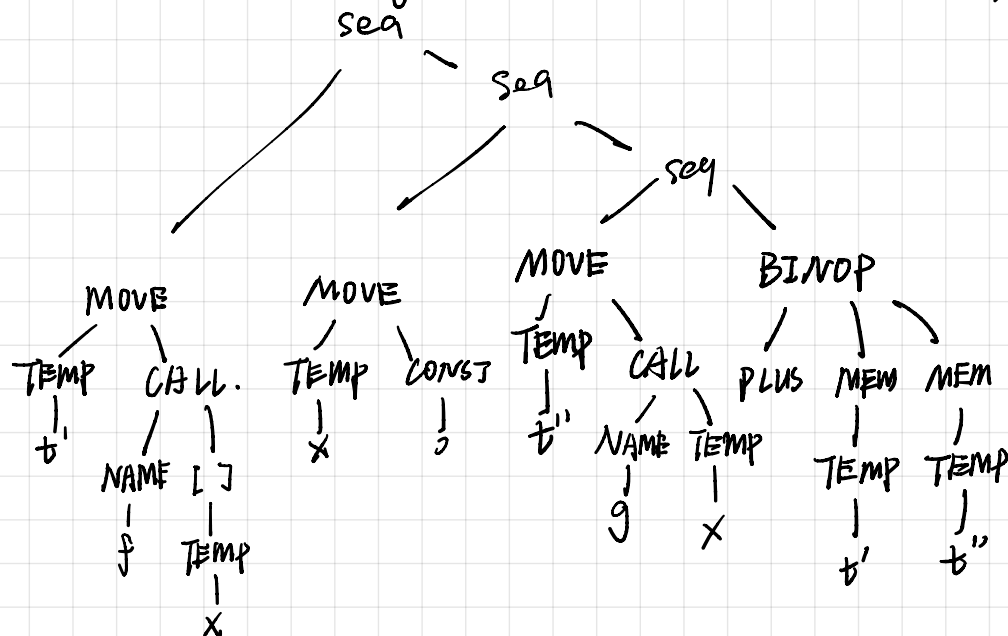 seq
seq
seq
MOVE MOVE MOVE BINOP
TEMP CALL. TEMP CONST TEMP CALL PLUS MEM MEM
t' x t'' NAME TEMP TEMP TEMP
NAME [ ] g x t' t''
f TEMP
x